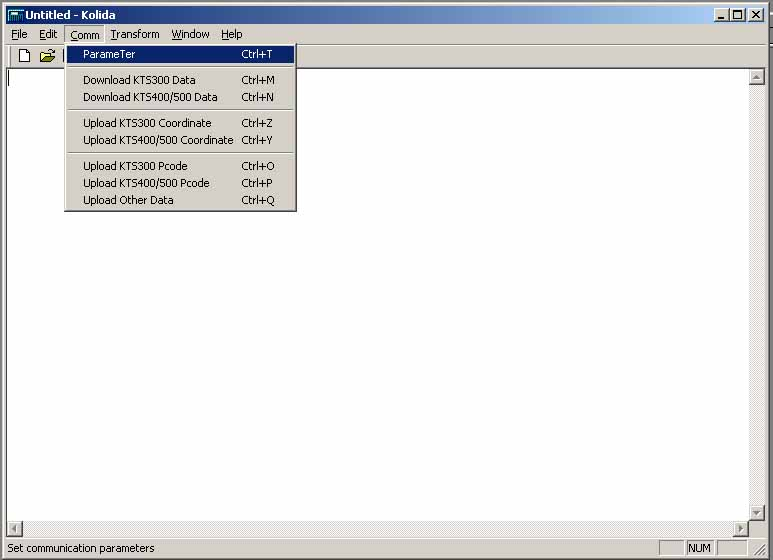 Untitled - Kolida
File Edit Comm Transform Window Help
ParameTer Ctrl+T
Download KTS300 Data Ctrl+M
Download KTS400/500 Data Ctrl+N
Upload KTS300 Coordinate Ctrl+Z
Upload KTS400/500 Coordinate Ctrl+Y
Upload KTS300 Pcode Ctrl+O
Upload KTS400/500 Pcode Ctrl+P
Upload Other Data Ctrl+Q
Set communication parameters NUM